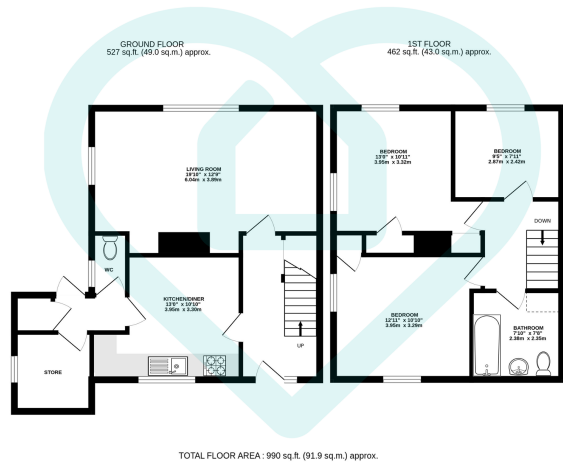 GROUND FLOOR
527 sq.ft. (49.0 sq.m.) approx.
1ST FLOOR
462 sq.ft. (43.0 sq.m.) approx.
LIVING ROOM
19'10" x 12'9"
6.04m x 3.89m
WC
KITCHEN/DINER
13'0" x 10'10"
3.95m x 3.30m
STORE
UP
BEDROOM
13'0" x 10'11"
3.95m x 3.32m
BEDROOM
9'5" x 7'11"
2.87m x 2.42m
DOWN
BEDROOM
12'11" x 10'10"
3.95m x 3.29m
BATHROOM
7'10" x 7'8"
2.38m x 2.35m
TOTAL FLOOR AREA : 990 sq.ft. (91.9 sq.m.) approx.